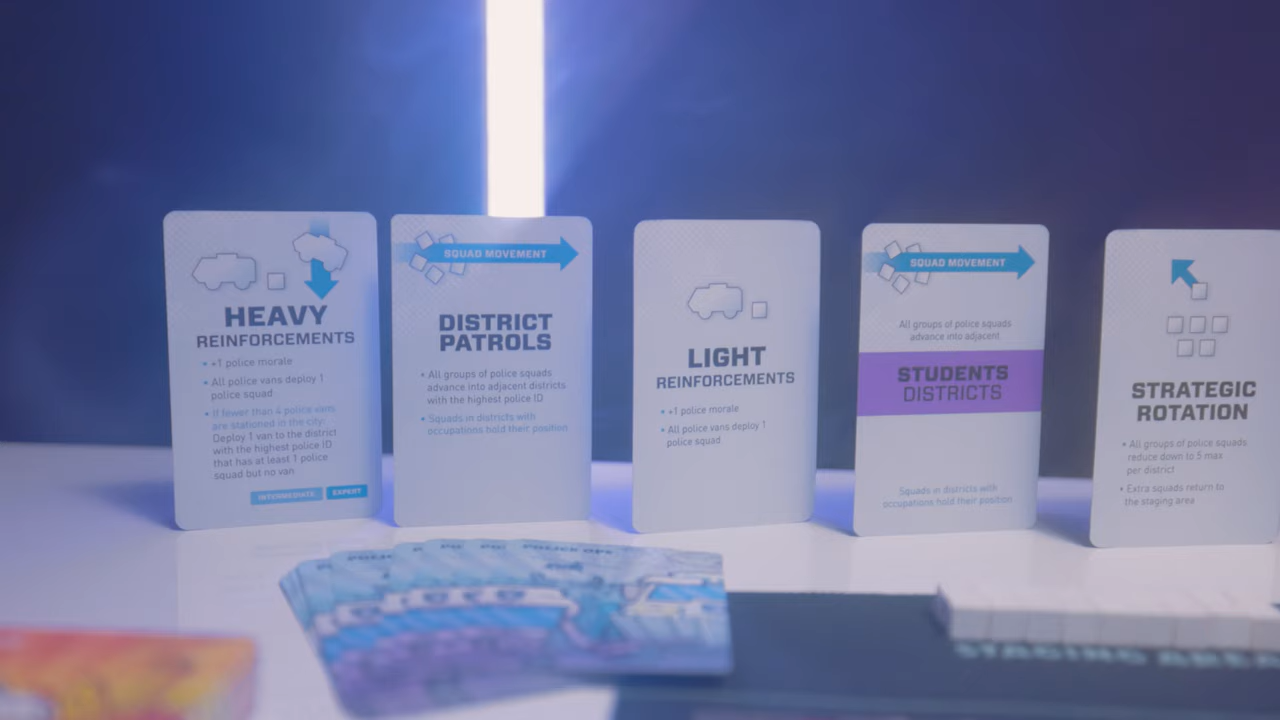 HEAVY
REINFORCEMENTS
• +1 police morale
• All police vans deploy 1
police squad
• If fewer than 4 police vans
are stationed in the city:
Deploy 1 van to the district
with the highest police ID
that has at least 1 police
squad but no van
INTERMEDIATE EXPERT
SQUAD MOVEMENT
DISTRICT
PATROLS
• All groups of police squads
advance into adjacent districts
with the highest police ID
• Squads in districts with
occupations hold their position
LIGHT
REINFORCEMENTS
• +1 police morale
• All police vans deploy 1
police squad
SQUAD MOVEMENT
All groups of police squads
advance into adjacent
STUDENTS
DISTRICTS
Squads in districts with
occupations hold their position
STRATEGIC
ROTATION
• All groups of police squads
reduce down to 5 max
per district
• Extra squads return to
the staging area
POLICE OPS
STAGING AREA